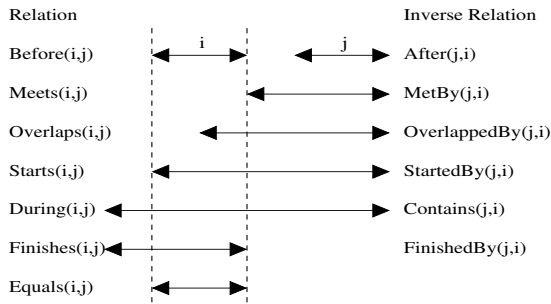 Relation Inverse Relation
Before(i,j) i j After(j,i)
Meets(i,j) MetBy(j,i)
Overlaps(i,j) OverlappedBy(j,i)
Starts(i,j) StartedBy(j,i)
During(i,j) Contains(j,i)
Finishes(i,j) FinishedBy(j,i)
Equals(i,j)